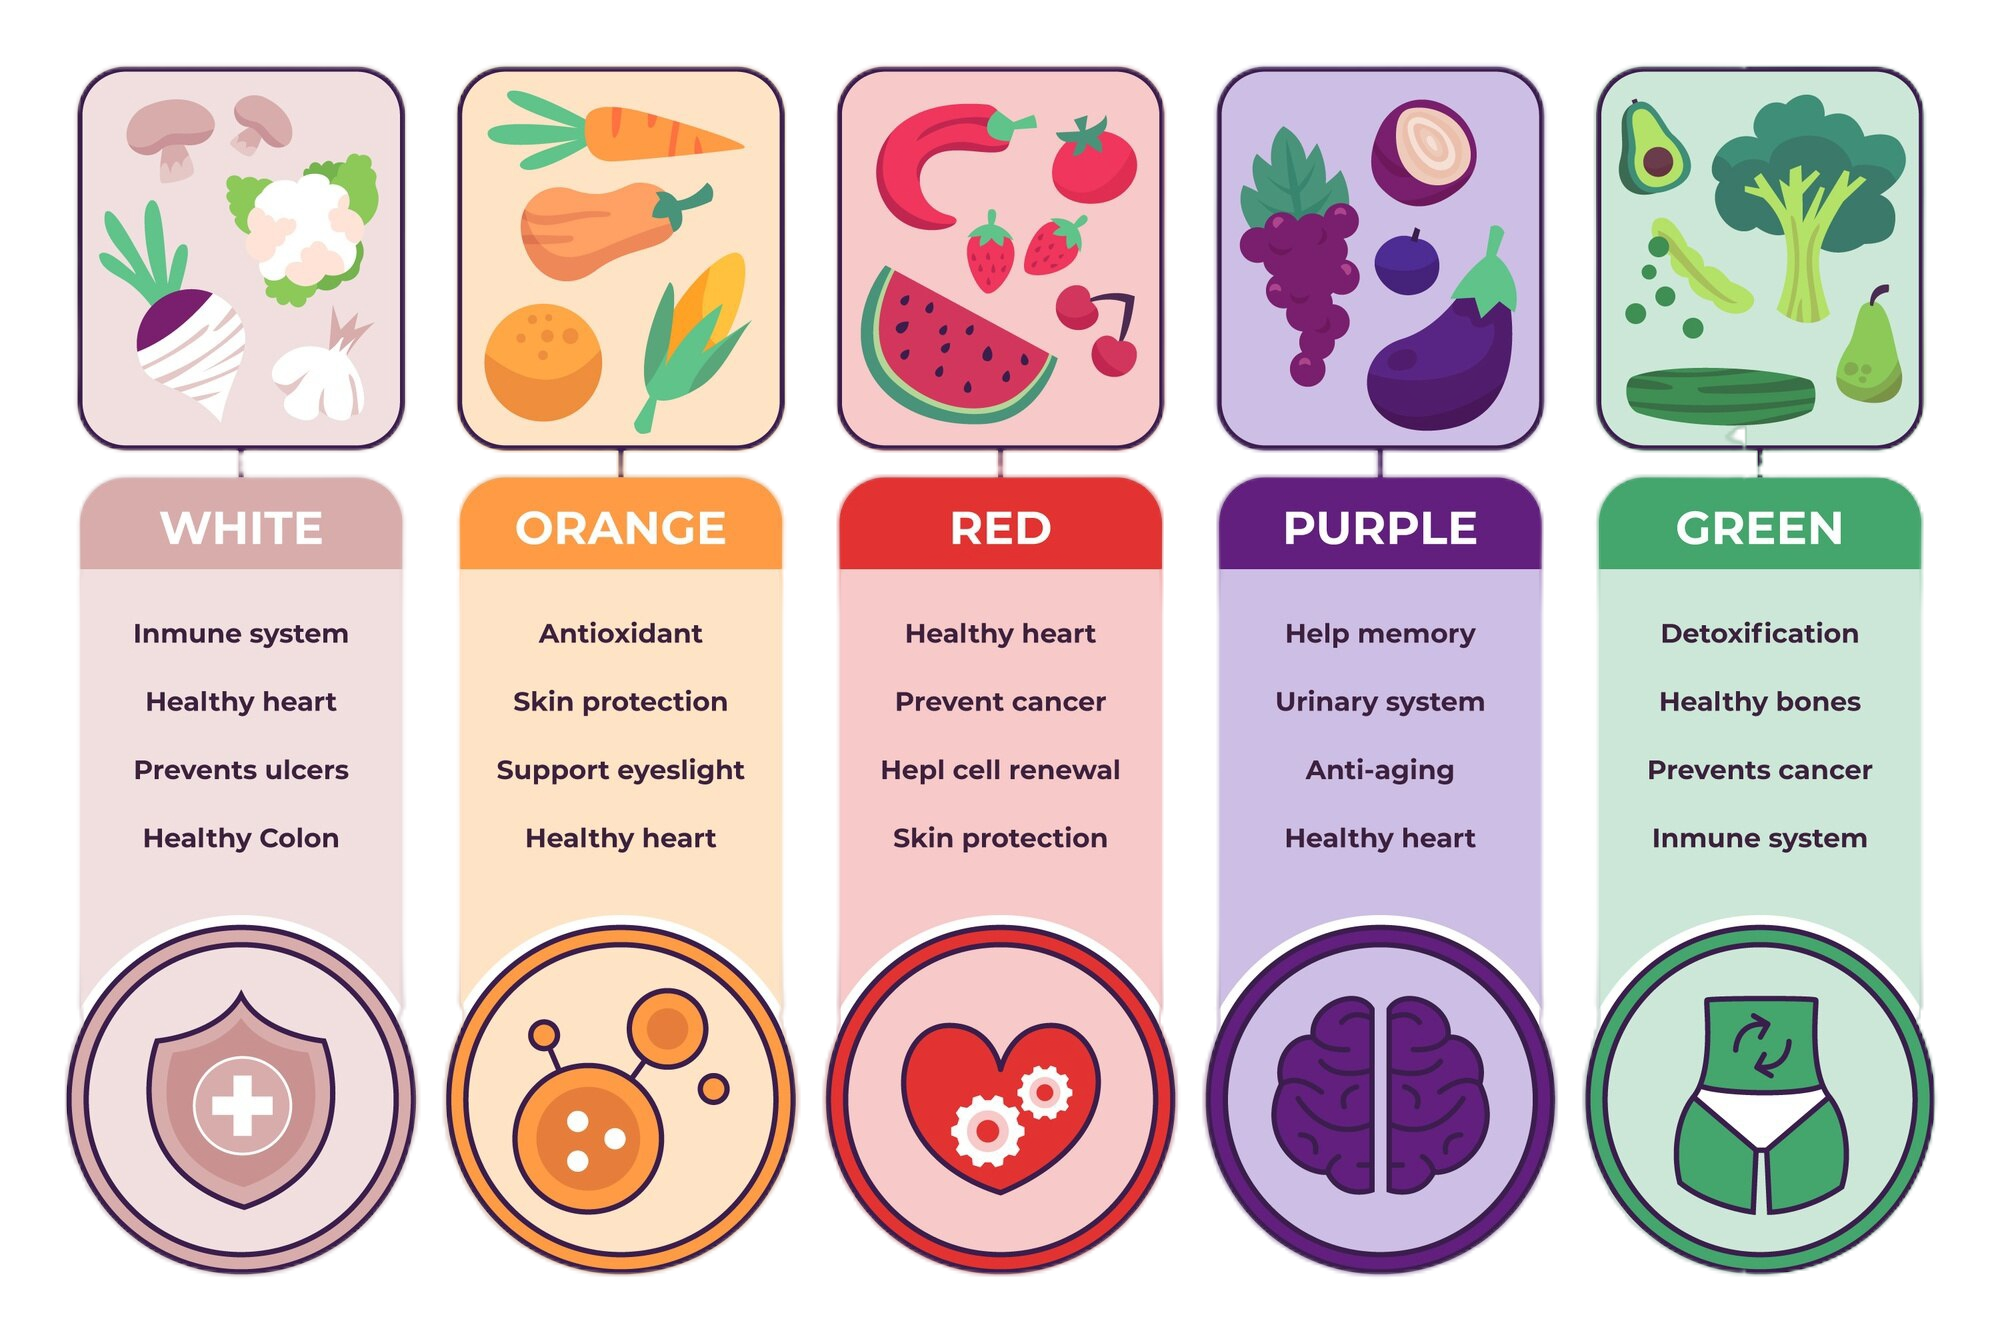 WHITE
Inmune system
Healthy heart
Prevents ulcers
Healthy Colon
ORANGE
Antioxidant
Skin protection
Support eyeslight
Healthy heart
RED
Healthy heart
Prevent cancer
Hepl cell renewal
Skin protection
PURPLE
Help memory
Urinary system
Anti-aging
Healthy heart
GREEN
Detoxification
Healthy bones
Prevents cancer
Inmune system